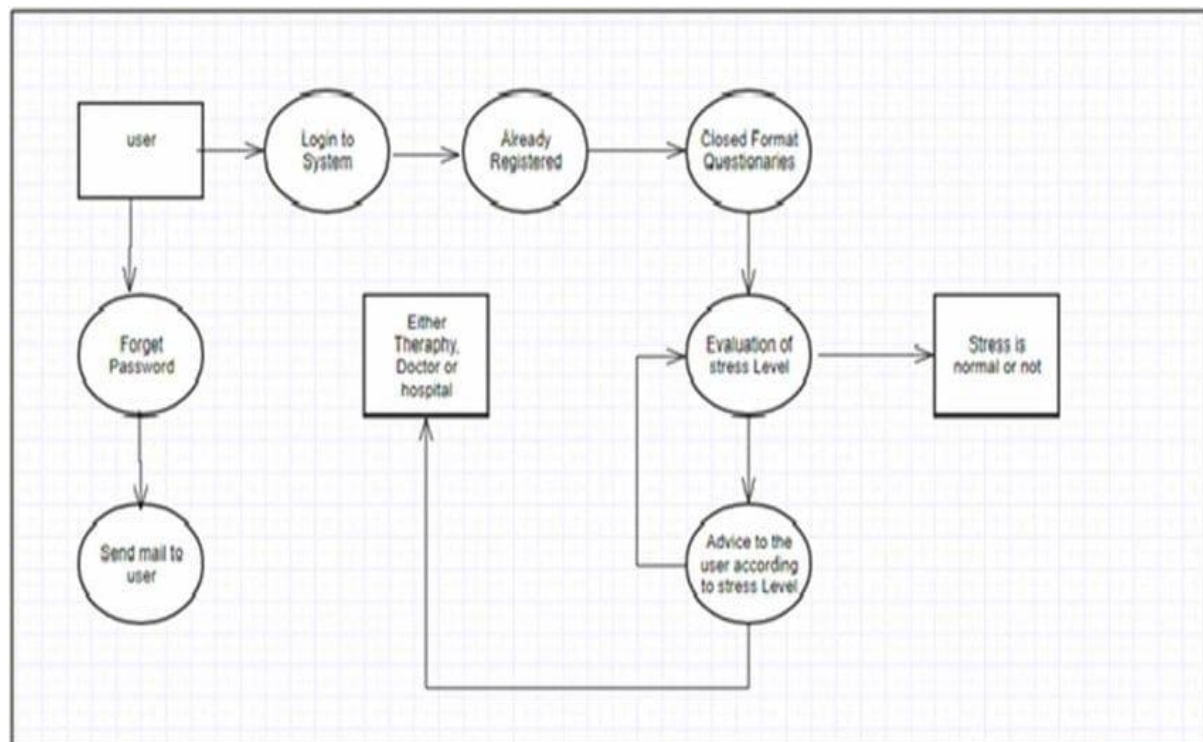 user
Login to
System
Already
Registered
Closed Format
Questionaries
Forget
Password
Either
Theraphy,
Doctor or
hospital
Evaluation of
stress Level
Stress is
normal or not
Send mail to
user
Advice to the
user according
to stress Level